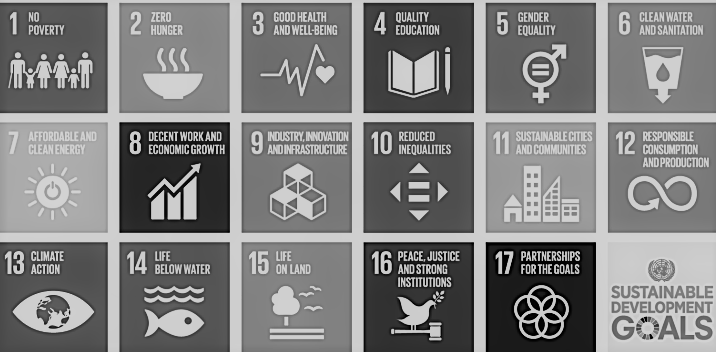 1 NO
POVERTY
2 ZERO
HUNGER
3 GOOD HEALTH
AND WELL-BEING
4 QUALITY
EDUCATION
5 GENDER
EQUALITY
6 CLEAN WATER
AND SANITATION
7 AFFORDABLE AND
CLEAN ENERGY
8 DECENT WORK AND
ECONOMIC GROWTH
9 INDUSTRY, INNOVATION
AND INFRASTRUCTURE
10 REDUCED
INEQUALITIES
11 SUSTAINABLE CITIES
AND COMMUNITIES
12 RESPONSIBLE
CONSUMPTION
AND PRODUCTION
13 CLIMATE
ACTION
14 LIFE
BELOW WATER
15 LIFE
ON LAND
16 PEACE, JUSTICE
AND STRONG
INSTITUTIONS
17 PARTNERSHIPS
FOR THE GOALS
SUSTAINABLE
DEVELOPMENT
GOALS